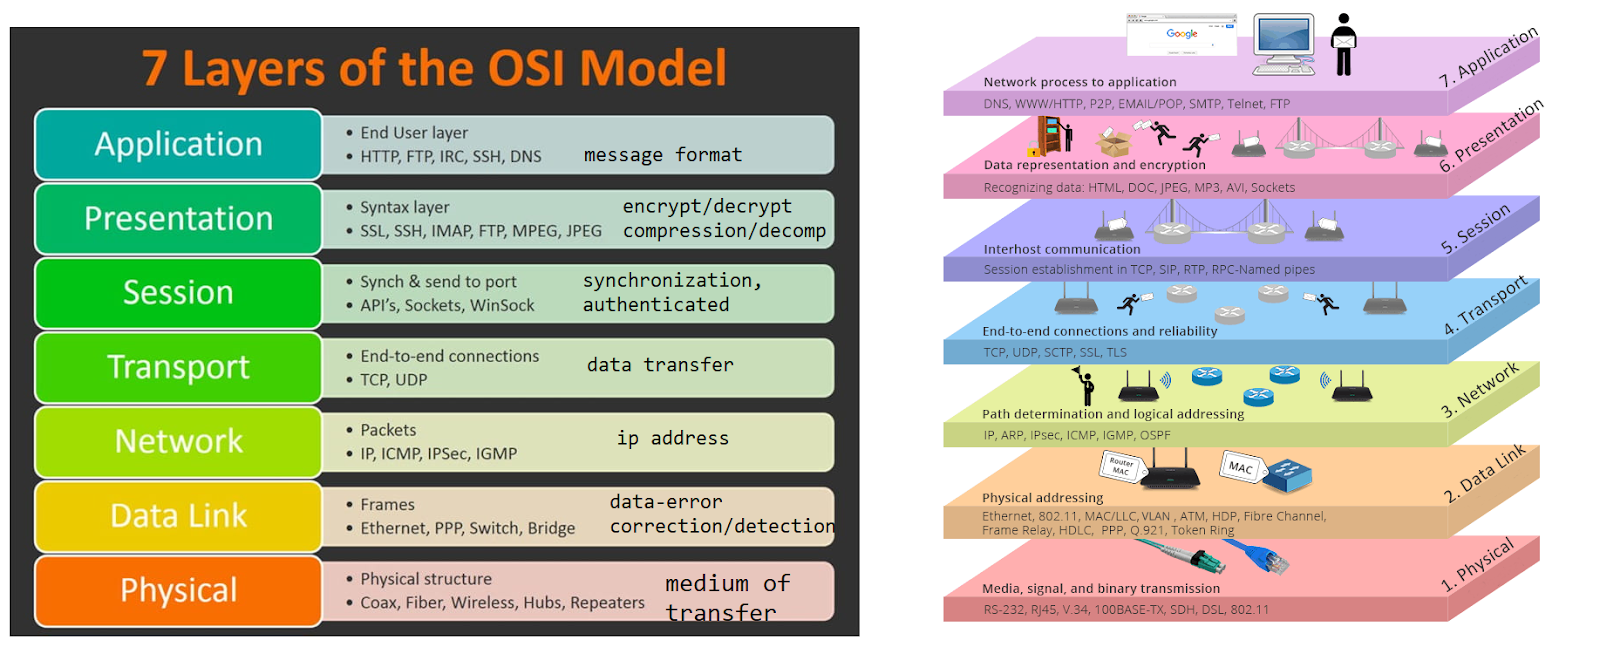 7 Layers of the OSI Model
Application
• End User layer
• HTTP, FTP, IRC, SSH, DNS
message format
Presentation
• Syntax layer
• SSL, SSH, IMAP, FTP, MPEG, JPEG
encrypt/decrypt
compression/decomp
Session
• Synch & send to port
• API's, Sockets, WinSock
synchronization,
authenticated
Transport
• End-to-end connections
• TCP, UDP
data transfer
Network
• Packets
• IP, ICMP, IPSec, IGMP
ip address
Data Link
• Frames
• Ethernet, PPP, Switch, Bridge
data-error
correction/detection
Physical
• Physical structure
• Coax, Fiber, Wireless, Hubs, Repeaters
medium of
transfer
Google
7. Application
Network process to application
DNS, WWW/HTTP, P2P, EMAIL/POP, SMTP, Telnet, FTP
6. Presentation
Data representation and encryption
Recognizing data: HTML, DOC, JPEG, MP3, AVI, Sockets
5. Session
Interhost communication
Session establishment in TCP, SIP, RTP, RPC-Named pipes
4. Transport
End-to-end connections and reliability
TCP, UDP, SCTP, SSL, TLS
3. Network
Path determination and logical addressing
IP, ARP, IPsec, ICMP, IGMP, OSPF
Router
MAC
MAC
2. Data Link
Physical addressing
Ethernet, 802.11, MAC/LLC, VLAN , ATM, HDP, Fibre Channel,
Frame Relay, HDLC, PPP, Q.921, Token Ring
1. Physical
Media, signal, and binary transmission
RS-232, RJ45, V.34, 100BASE-TX, SDH, DSL, 802.11